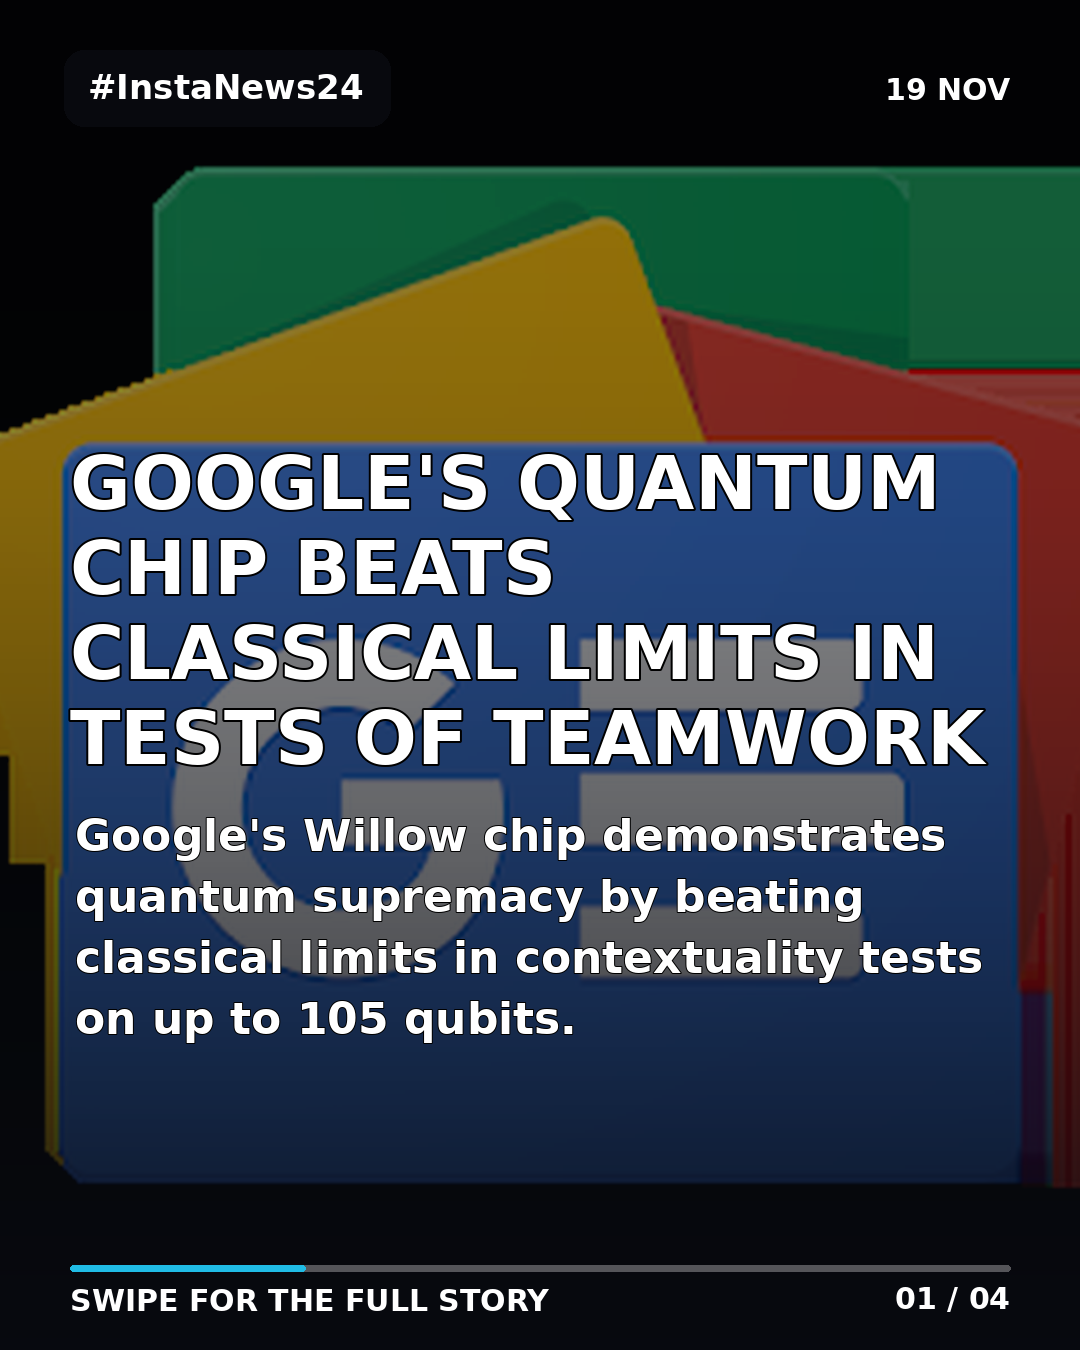 #InstaNews24
19 NOV
GOOGLE'S QUANTUM
CHIP BEATS
CLASSICAL LIMITS IN
TESTS OF TEAMWORK
Google's Willow chip demonstrates
quantum supremacy by beating
classical limits in contextuality tests
on up to 105 qubits.
SWIPE FOR THE FULL STORY
01 / 04